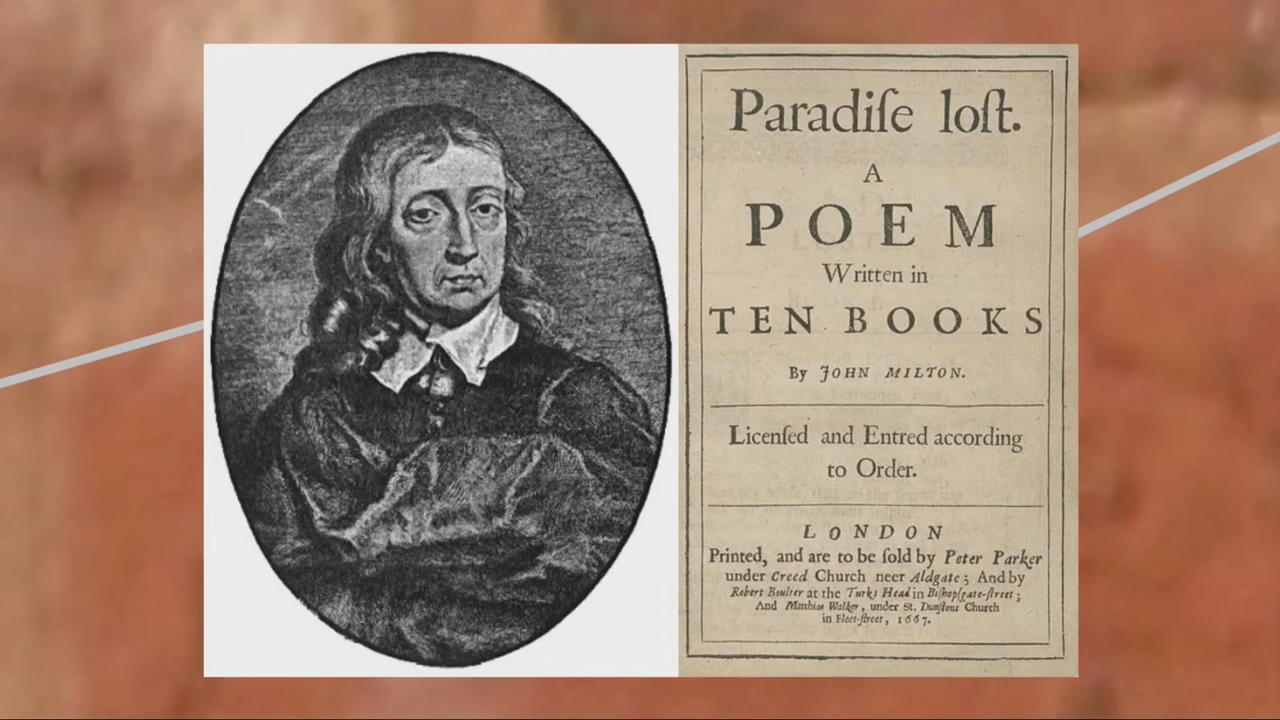 Paradiſe loſt.
A
POEM
Written in
TEN BOOKS
By JOHN MILTON.
Licenſed and Entred according
to Order.
LONDON
Printed, and are to be ſold by Peter Parker
under Creed Church neer Aldgate; And by
Robert Boulter at the Turks Head in Biſhopſgate-ſtreet;
And Matthias Walker, under St. Dunſtons Church
in Fleet-ſtreet, 1667.